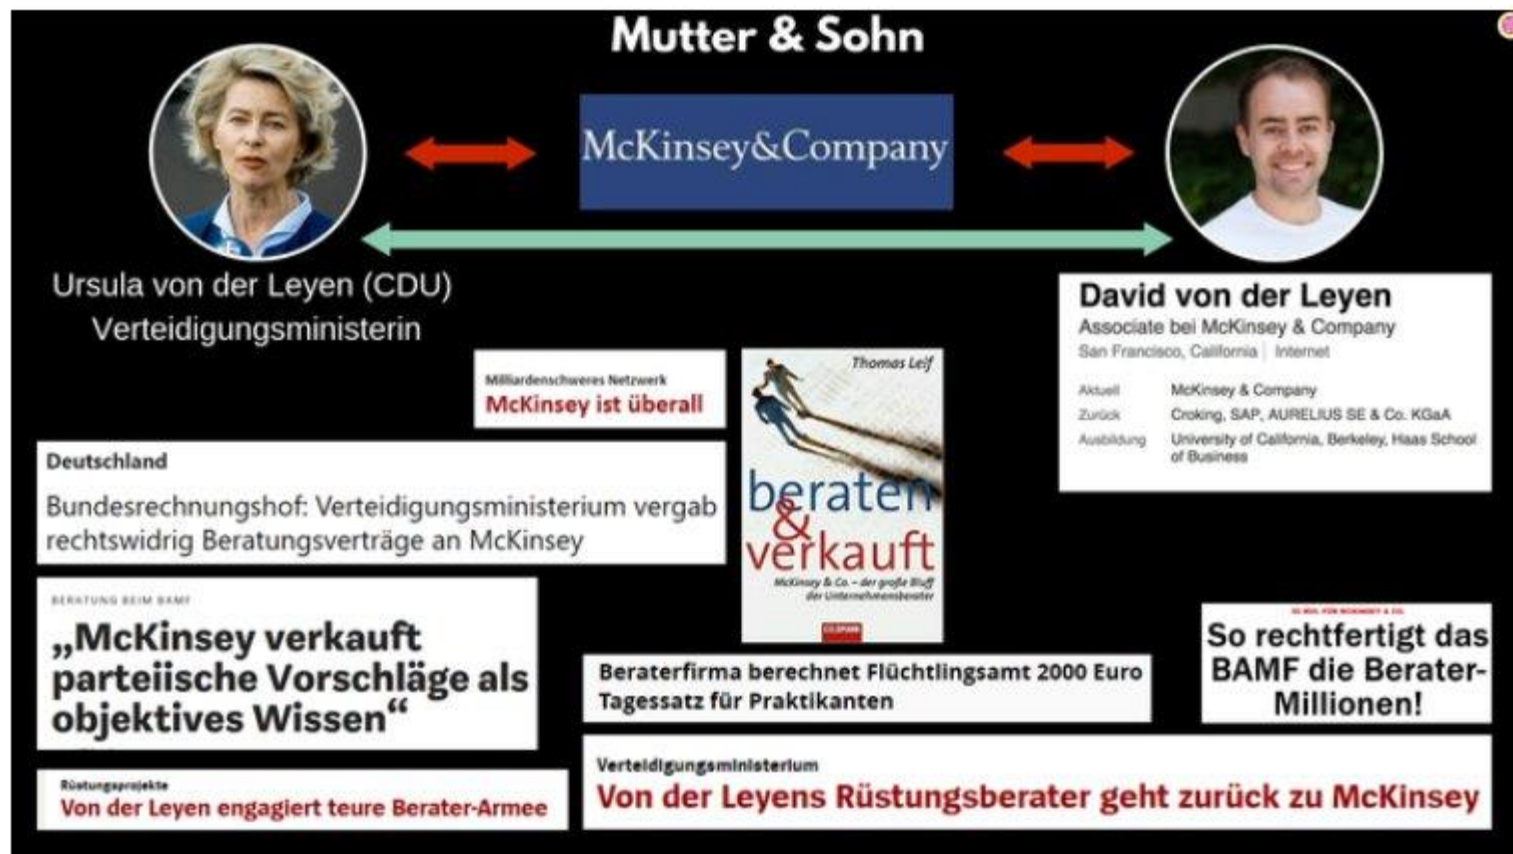 Mutter & Sohn
McKinsey&Company
Ursula von der Leyen (CDU)
Verteidigungsministerin
David von der Leyen
Associate bei McKinsey & Company
San Francisco, California | Internet
Aktuell McKinsey & Company
Zurück Croking, SAP, AURELIUS SE & Co. KGaA
Ausbildung University of California, Berkeley, Haas School
of Business
Milliardenschweres Netzwerk
McKinsey ist überall
Thomas Leif
beraten
&
verkauft
McKinsey & Co. – der große Bluff
der Unternehmensberater
Deutschland
Bundesrechnungshof: Verteidigungsministerium vergab
rechtswidrig Beratungsverträge an McKinsey
BERATUNG BEIM BAMF
„McKinsey verkauft
parteiische Vorschläge als
objektives Wissen“
Beraterfirma berechnet Flüchtlingsamt 2000 Euro
Tagessatz für Praktikanten
So rechtfertigt das
BAMF die Berater-
Millionen!
Rüstungsprojekte
Von der Leyen engagiert teure Berater-Armee
Verteidigungsministerium
Von der Leyens Rüstungsberater geht zurück zu McKinsey